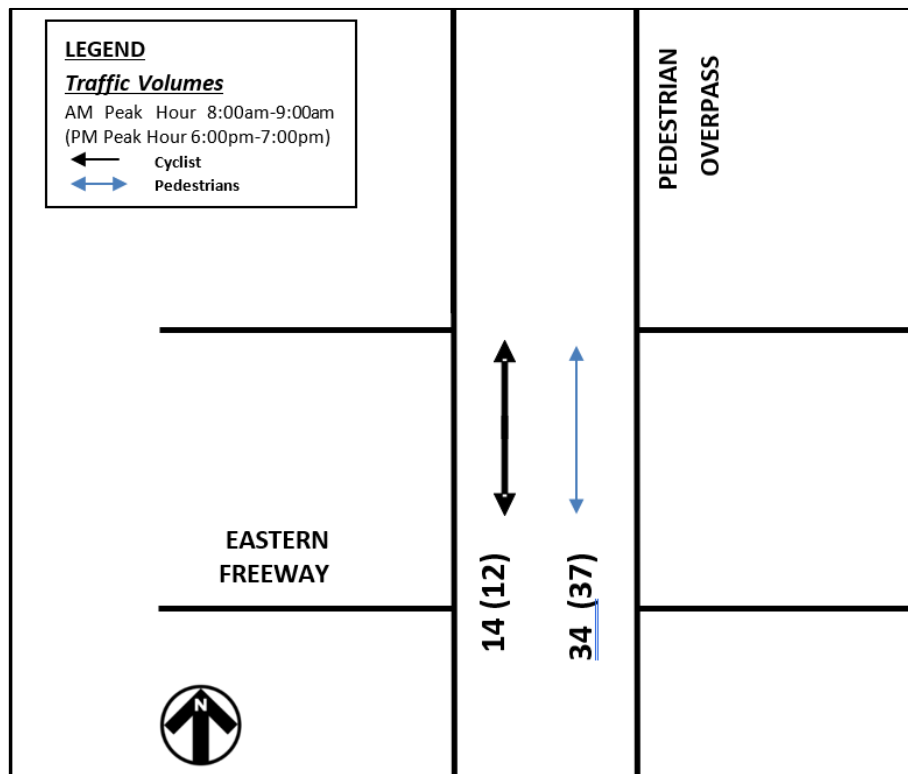 LEGEND
Traffic Volumes
AM Peak Hour 8:00am-9:00am
(PM Peak Hour 6:00pm-7:00pm)
Cyclist
Pedestrians
PEDESTRIAN
OVERPASS
EASTERN
FREEWAY
14 (12)
34 (37)
N